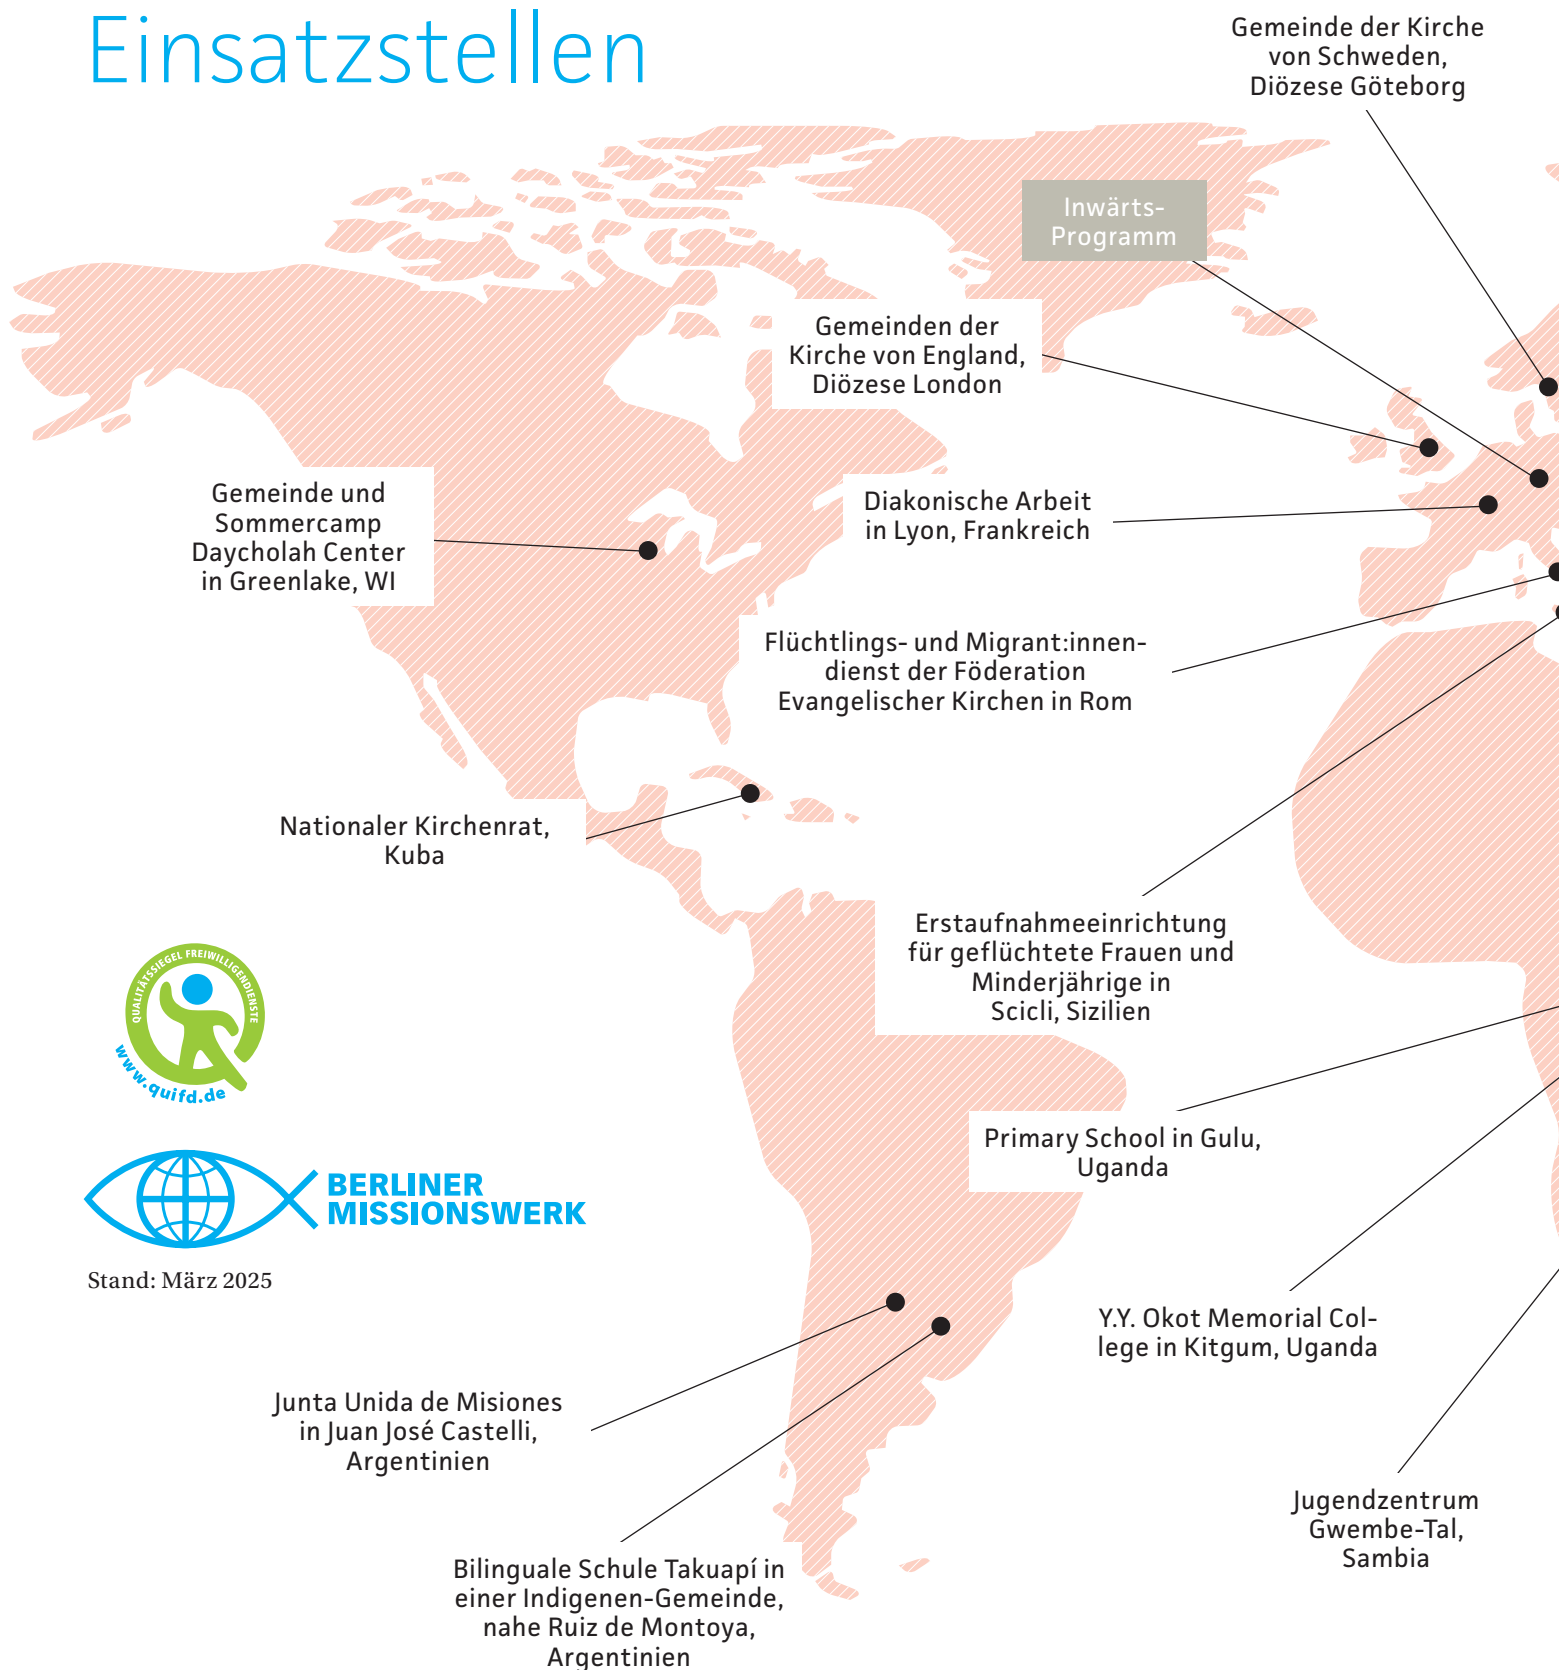 Einsatzstellen
Gemeinde der Kirche
von Schweden,
Diözese Göteborg
Inwärts-
Programm
Gemeinden der
Kirche von England,
Diözese London
Gemeinde und
Sommercamp
Daycholah Center
in Greenlake, WI
Diakonische Arbeit
in Lyon, Frankreich
Flüchtlings- und Migrant:innen-
dienst der Föderation
Evangelischer Kirchen in Rom
Nationaler Kirchenrat,
Kuba
Erstaufnahmeeinrichtung
für geflüchtete Frauen und
Minderjährige in
Scicli, Sizilien
QUALITÄTSSIEGEL FREIWILLIGENDIENSTE
www.quifd.de
Primary School in Gulu,
Uganda
BERLINER
MISSIONSWERK
Stand: März 2025
Y.Y. Okot Memorial Col-
lege in Kitgum, Uganda
Junta Unida de Misiones
in Juan José Castelli,
Argentinien
Jugendzentrum
Gwembe-Tal,
Sambia
Bilinguale Schule Takuapí in
einer Indigenen-Gemeinde,
nahe Ruiz de Montoya,
Argentinien